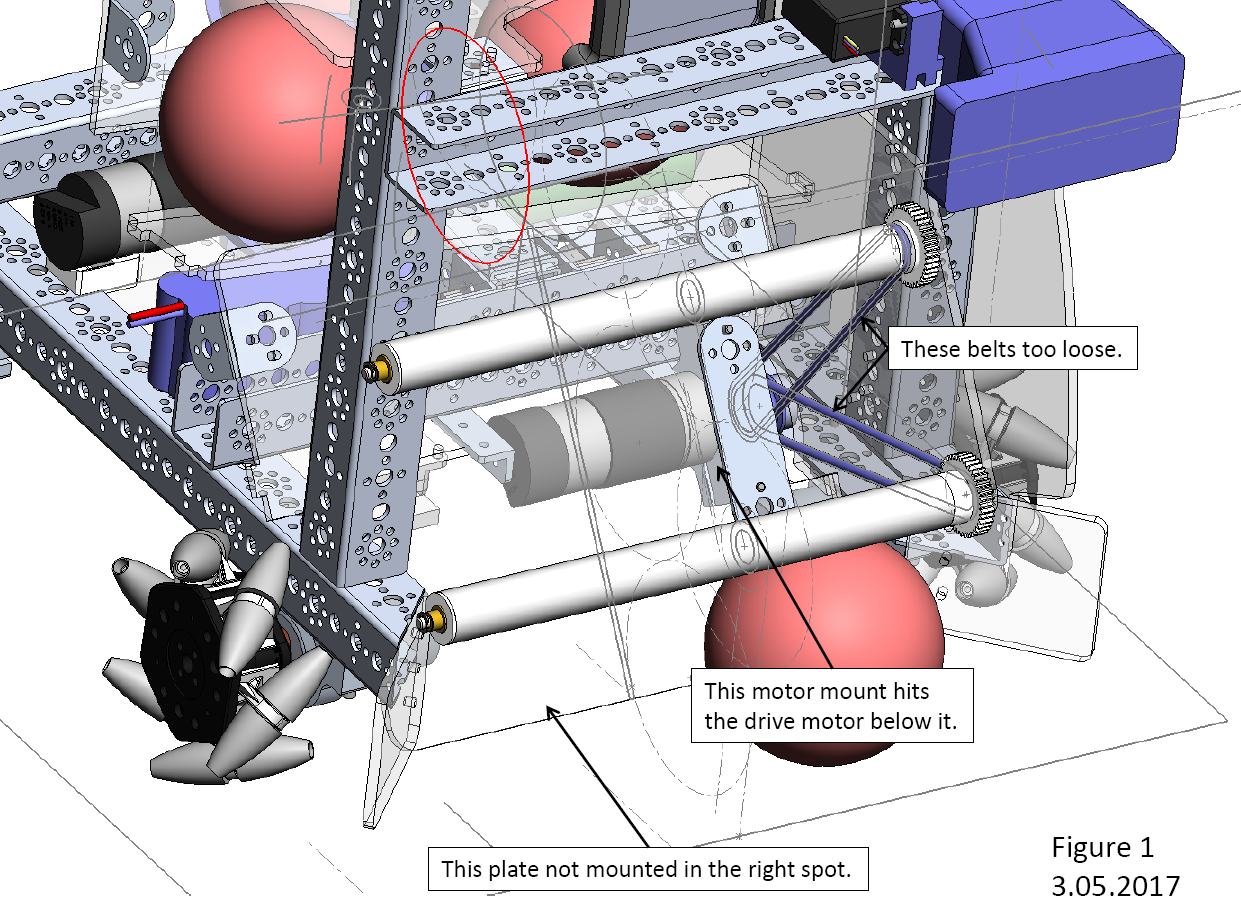 These belts too loose.
This motor mount hits
the drive motor below it.
This plate not mounted in the right spot.
Figure 1
3.05.2017